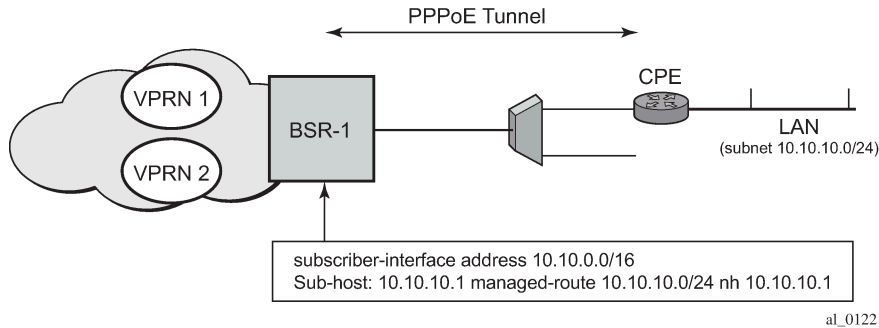 PPPoE Tunnel
VPRN 1
VPRN 2
BSR-1
CPE
LAN
(subnet 10.10.10.0/24)
subscriber-interface address 10.10.0.0/16
Sub-host: 10.10.10.1 managed-route 10.10.10.0/24 nh 10.10.10.1
al_0122